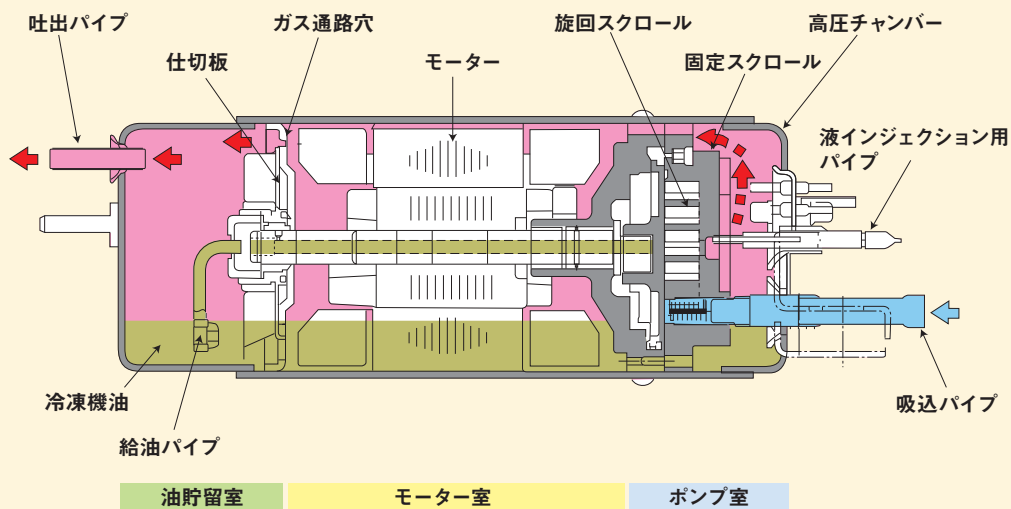 吐出パイプ
ガス通路穴
旋回スクロール
高圧チャンバー
仕切板
モーター
固定スクロール
液インジェクション用
パイプ
冷凍機油
吸込パイプ
給油パイプ
油貯留室
モーター室
ポンプ室